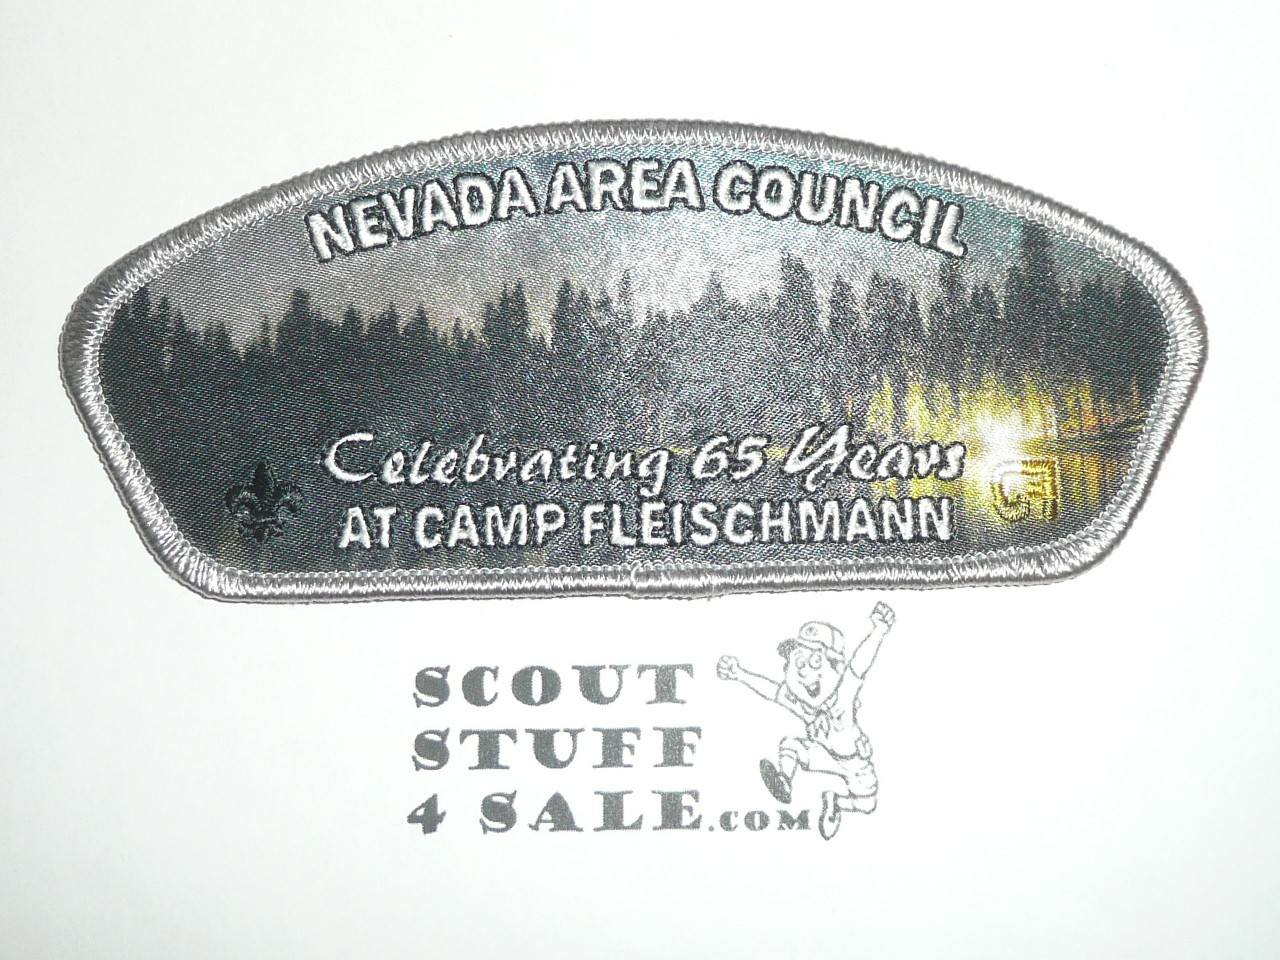 NEVADA AREA COUNCIL
Celebrating 65 Years
AT CAMP FLEISCHMANN
SCOUT
STUFF
4 SALE.COM